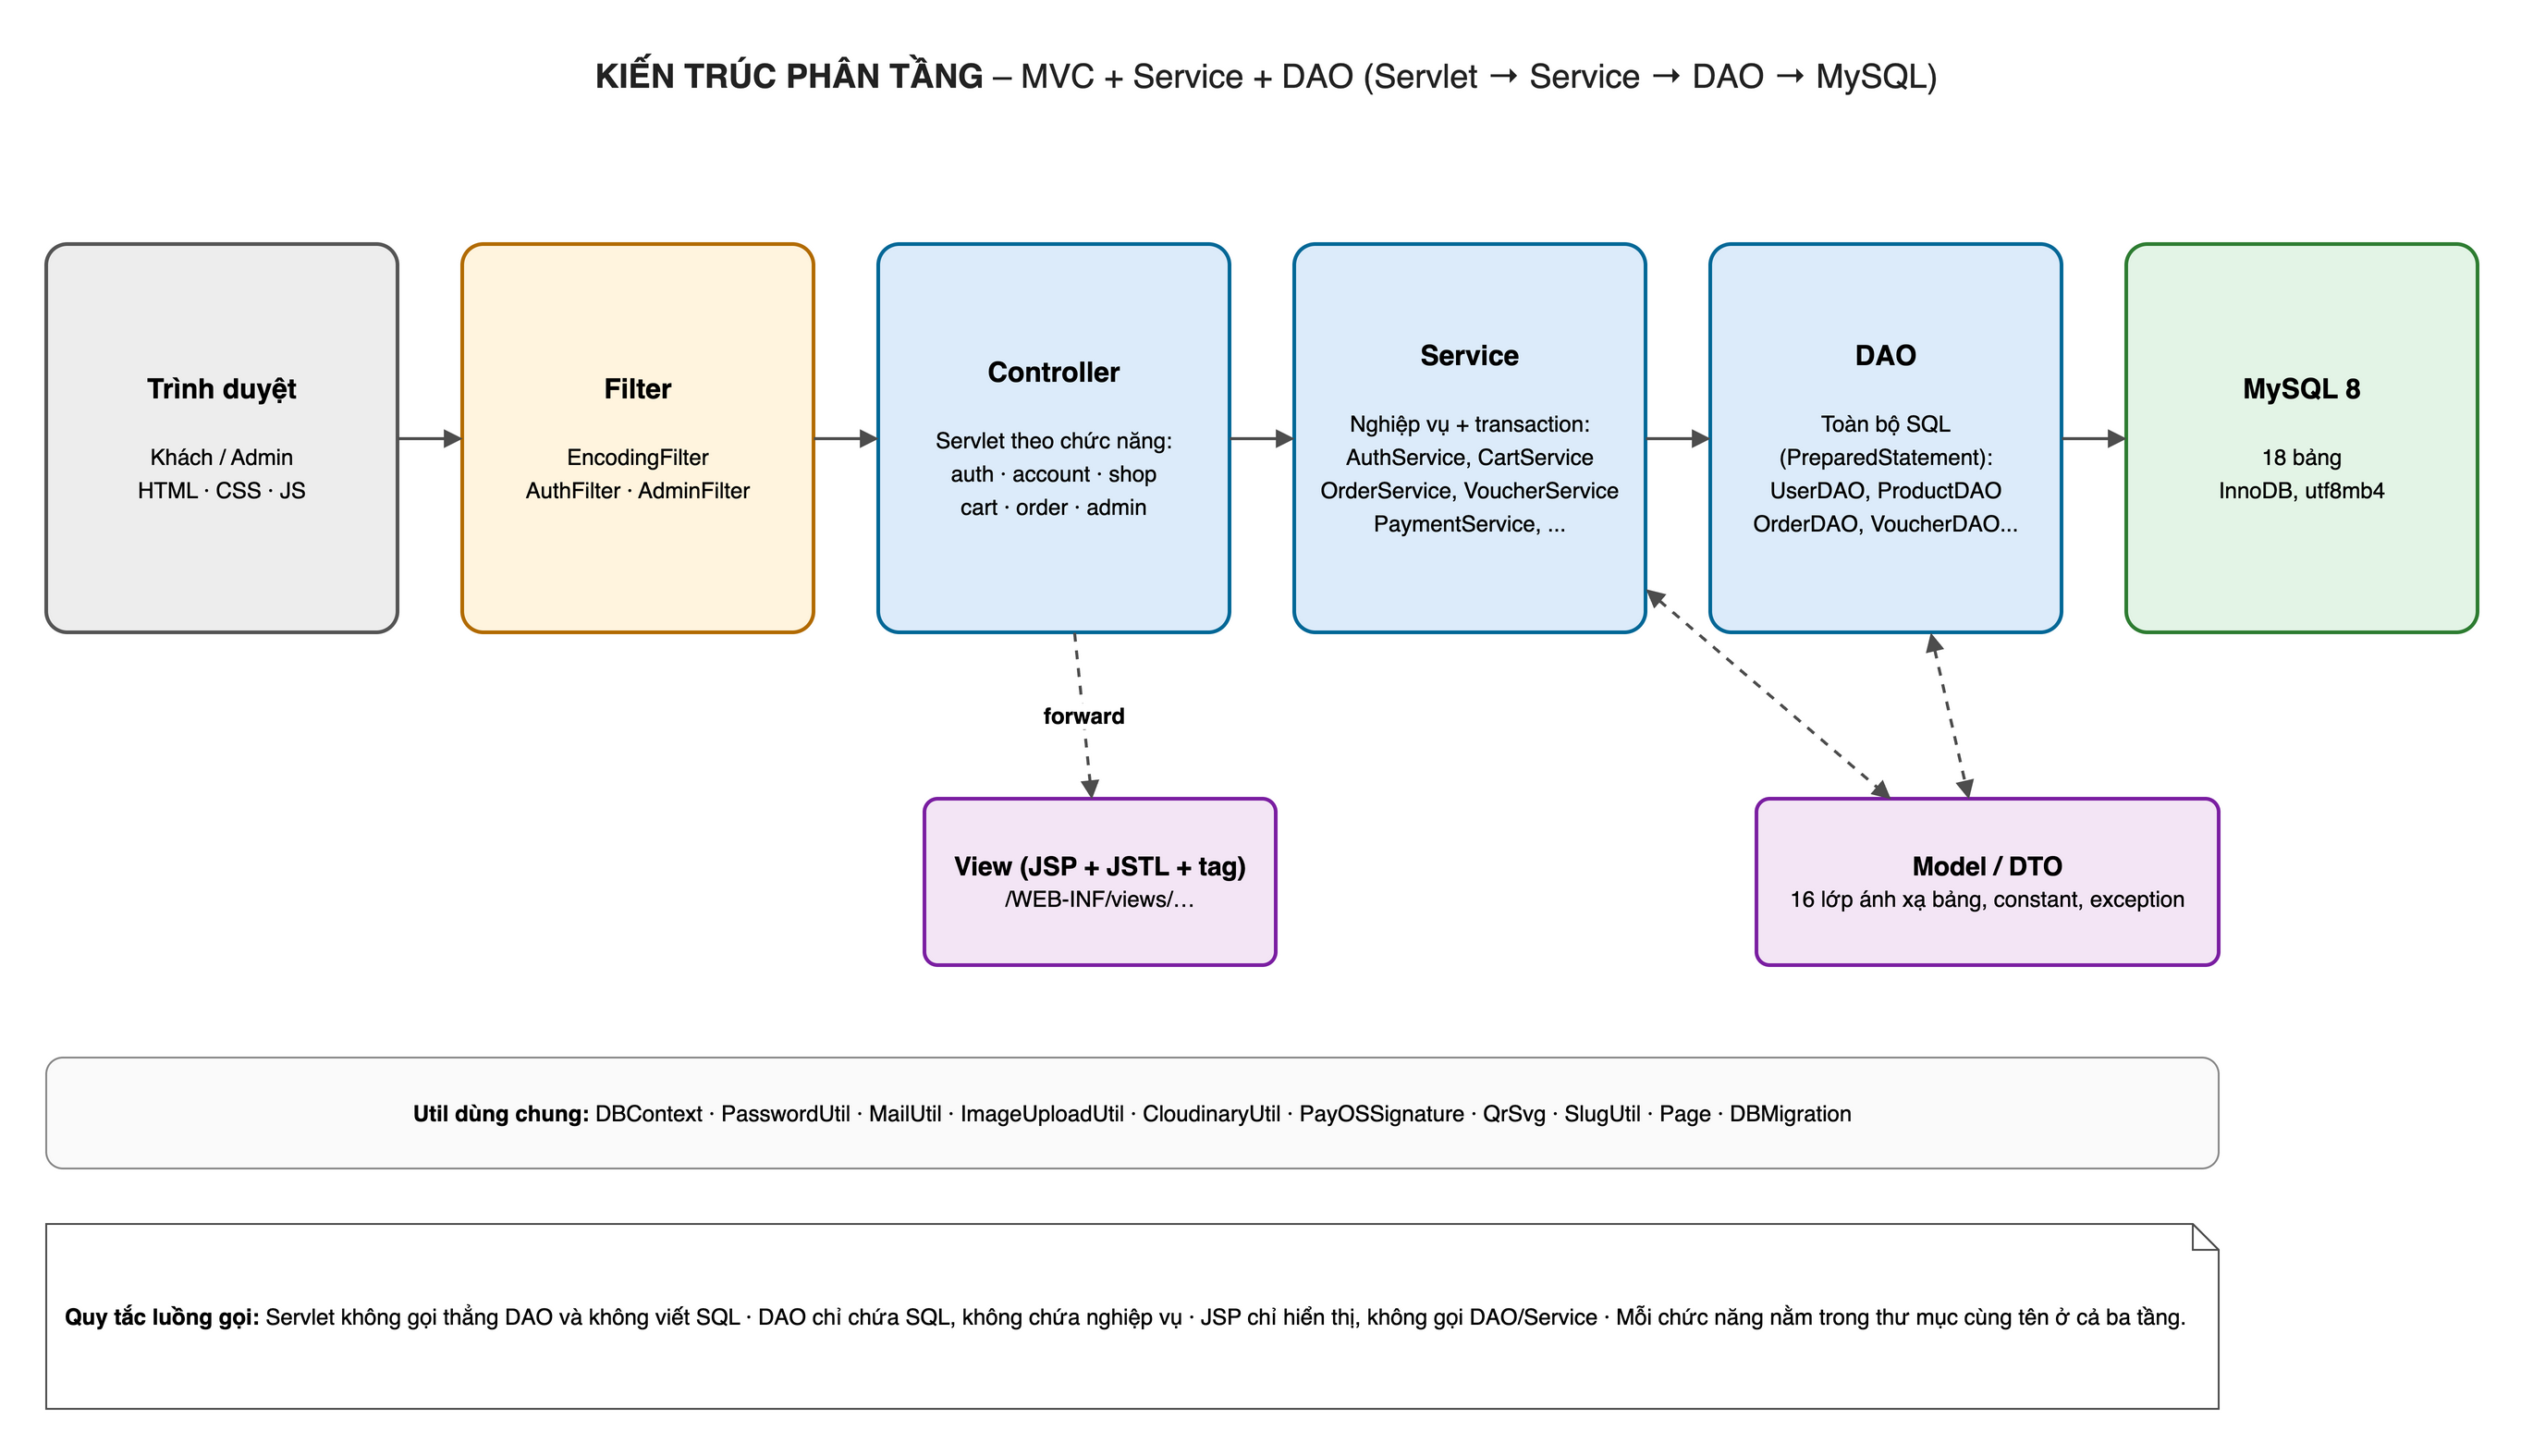 KIẾN TRÚC PHÂN TẦNG – MVC + Service + DAO (Servlet → Service → DAO → MySQL)
Trình duyệt
Khách / Admin
HTML · CSS · JS
Filter
EncodingFilter
AuthFilter · AdminFilter
Controller
Servlet theo chức năng:
auth · account · shop
cart · order · admin
Service
Nghiệp vụ + transaction:
AuthService, CartService
OrderService, VoucherService
PaymentService, ...
DAO
Toàn bộ SQL
(PreparedStatement):
UserDAO, ProductDAO
OrderDAO, VoucherDAO...
MySQL 8
18 bảng
InnoDB, utf8mb4
forward
View (JSP + JSTL + tag)
/WEB-INF/views/…
Model / DTO
16 lớp ánh xạ bảng, constant, exception
Util dùng chung: DBContext · PasswordUtil · MailUtil · ImageUploadUtil · CloudinaryUtil · PayOSSignature · QrSvg · SlugUtil · Page · DBMigration
Quy tắc luồng gọi: Servlet không gọi thẳng DAO và không viết SQL · DAO chỉ chứa SQL, không chứa nghiệp vụ · JSP chỉ hiển thị, không gọi DAO/Service · Mỗi chức năng nằm trong thư mục cùng tên ở cả ba tầng.